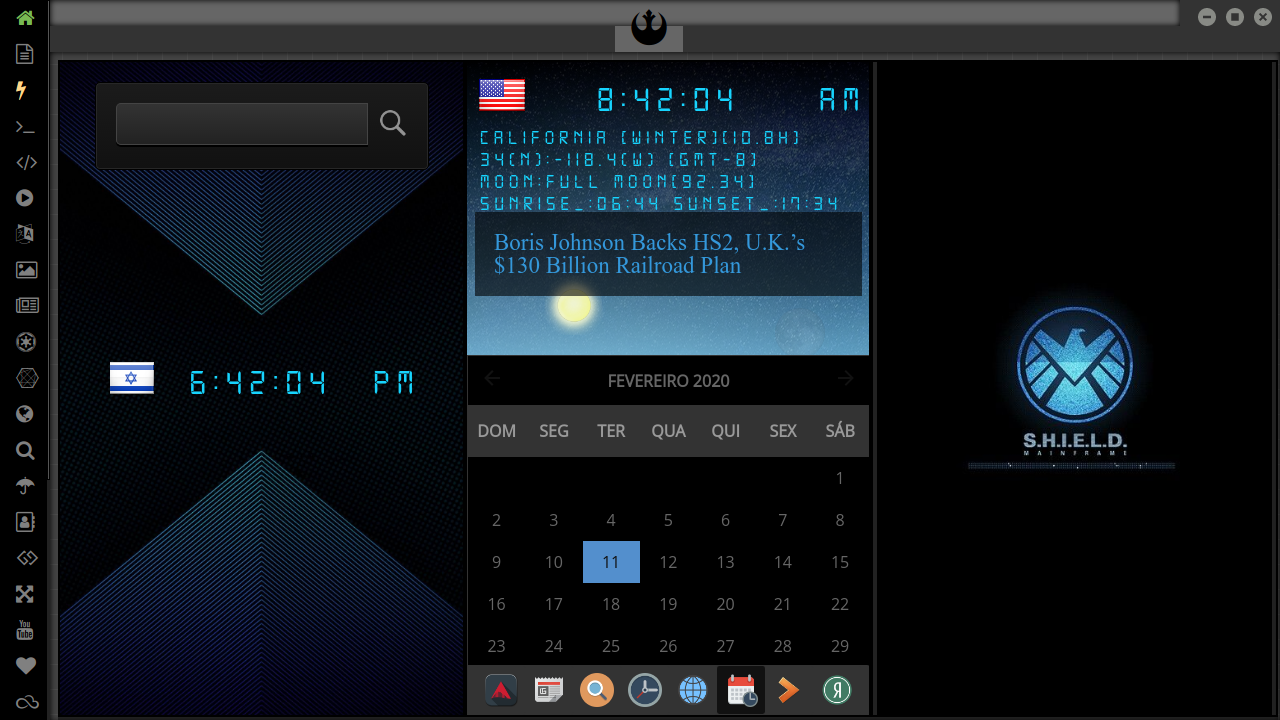 8:42:04 AM
CALIFORNIA [WINTER][10.8H]
34(N):-118.4(W) [GMT-8]
MOON:FULL MOON[92.34]
SUNRISE_:06:44 SUNSET_:17:34
Boris Johnson Backs HS2, U.K.’s
$130 Billion Railroad Plan
6:42:04 PM
FEVEREIRO 2020
DOM SEG TER QUA QUI SEX SÁB
1
2 3 4 5 6 7 8
9 10 11 12 13 14 15
16 17 18 19 20 21 22
23 24 25 26 27 28 29
S.H.I.E.L.D.
MAINFRAME
You
Tube
Я